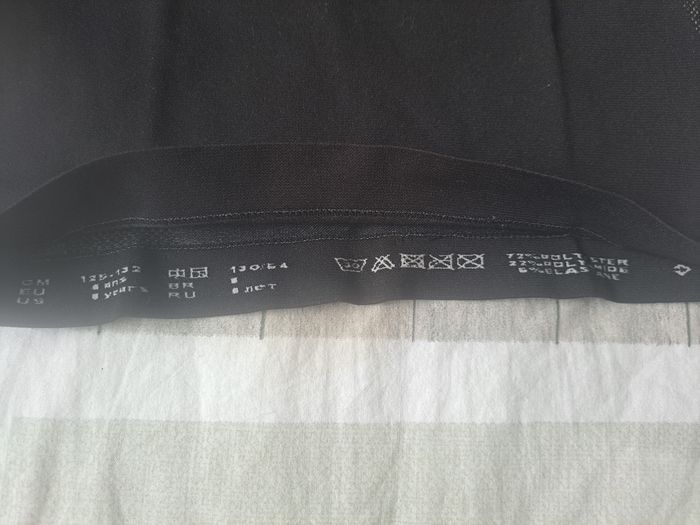 CM 125-132 中国 130/64
EU 8 ans BR 8
US 8 years RU 8 лет
72% POLYESTER
22% POLYAMIDE
6% ELASTANE